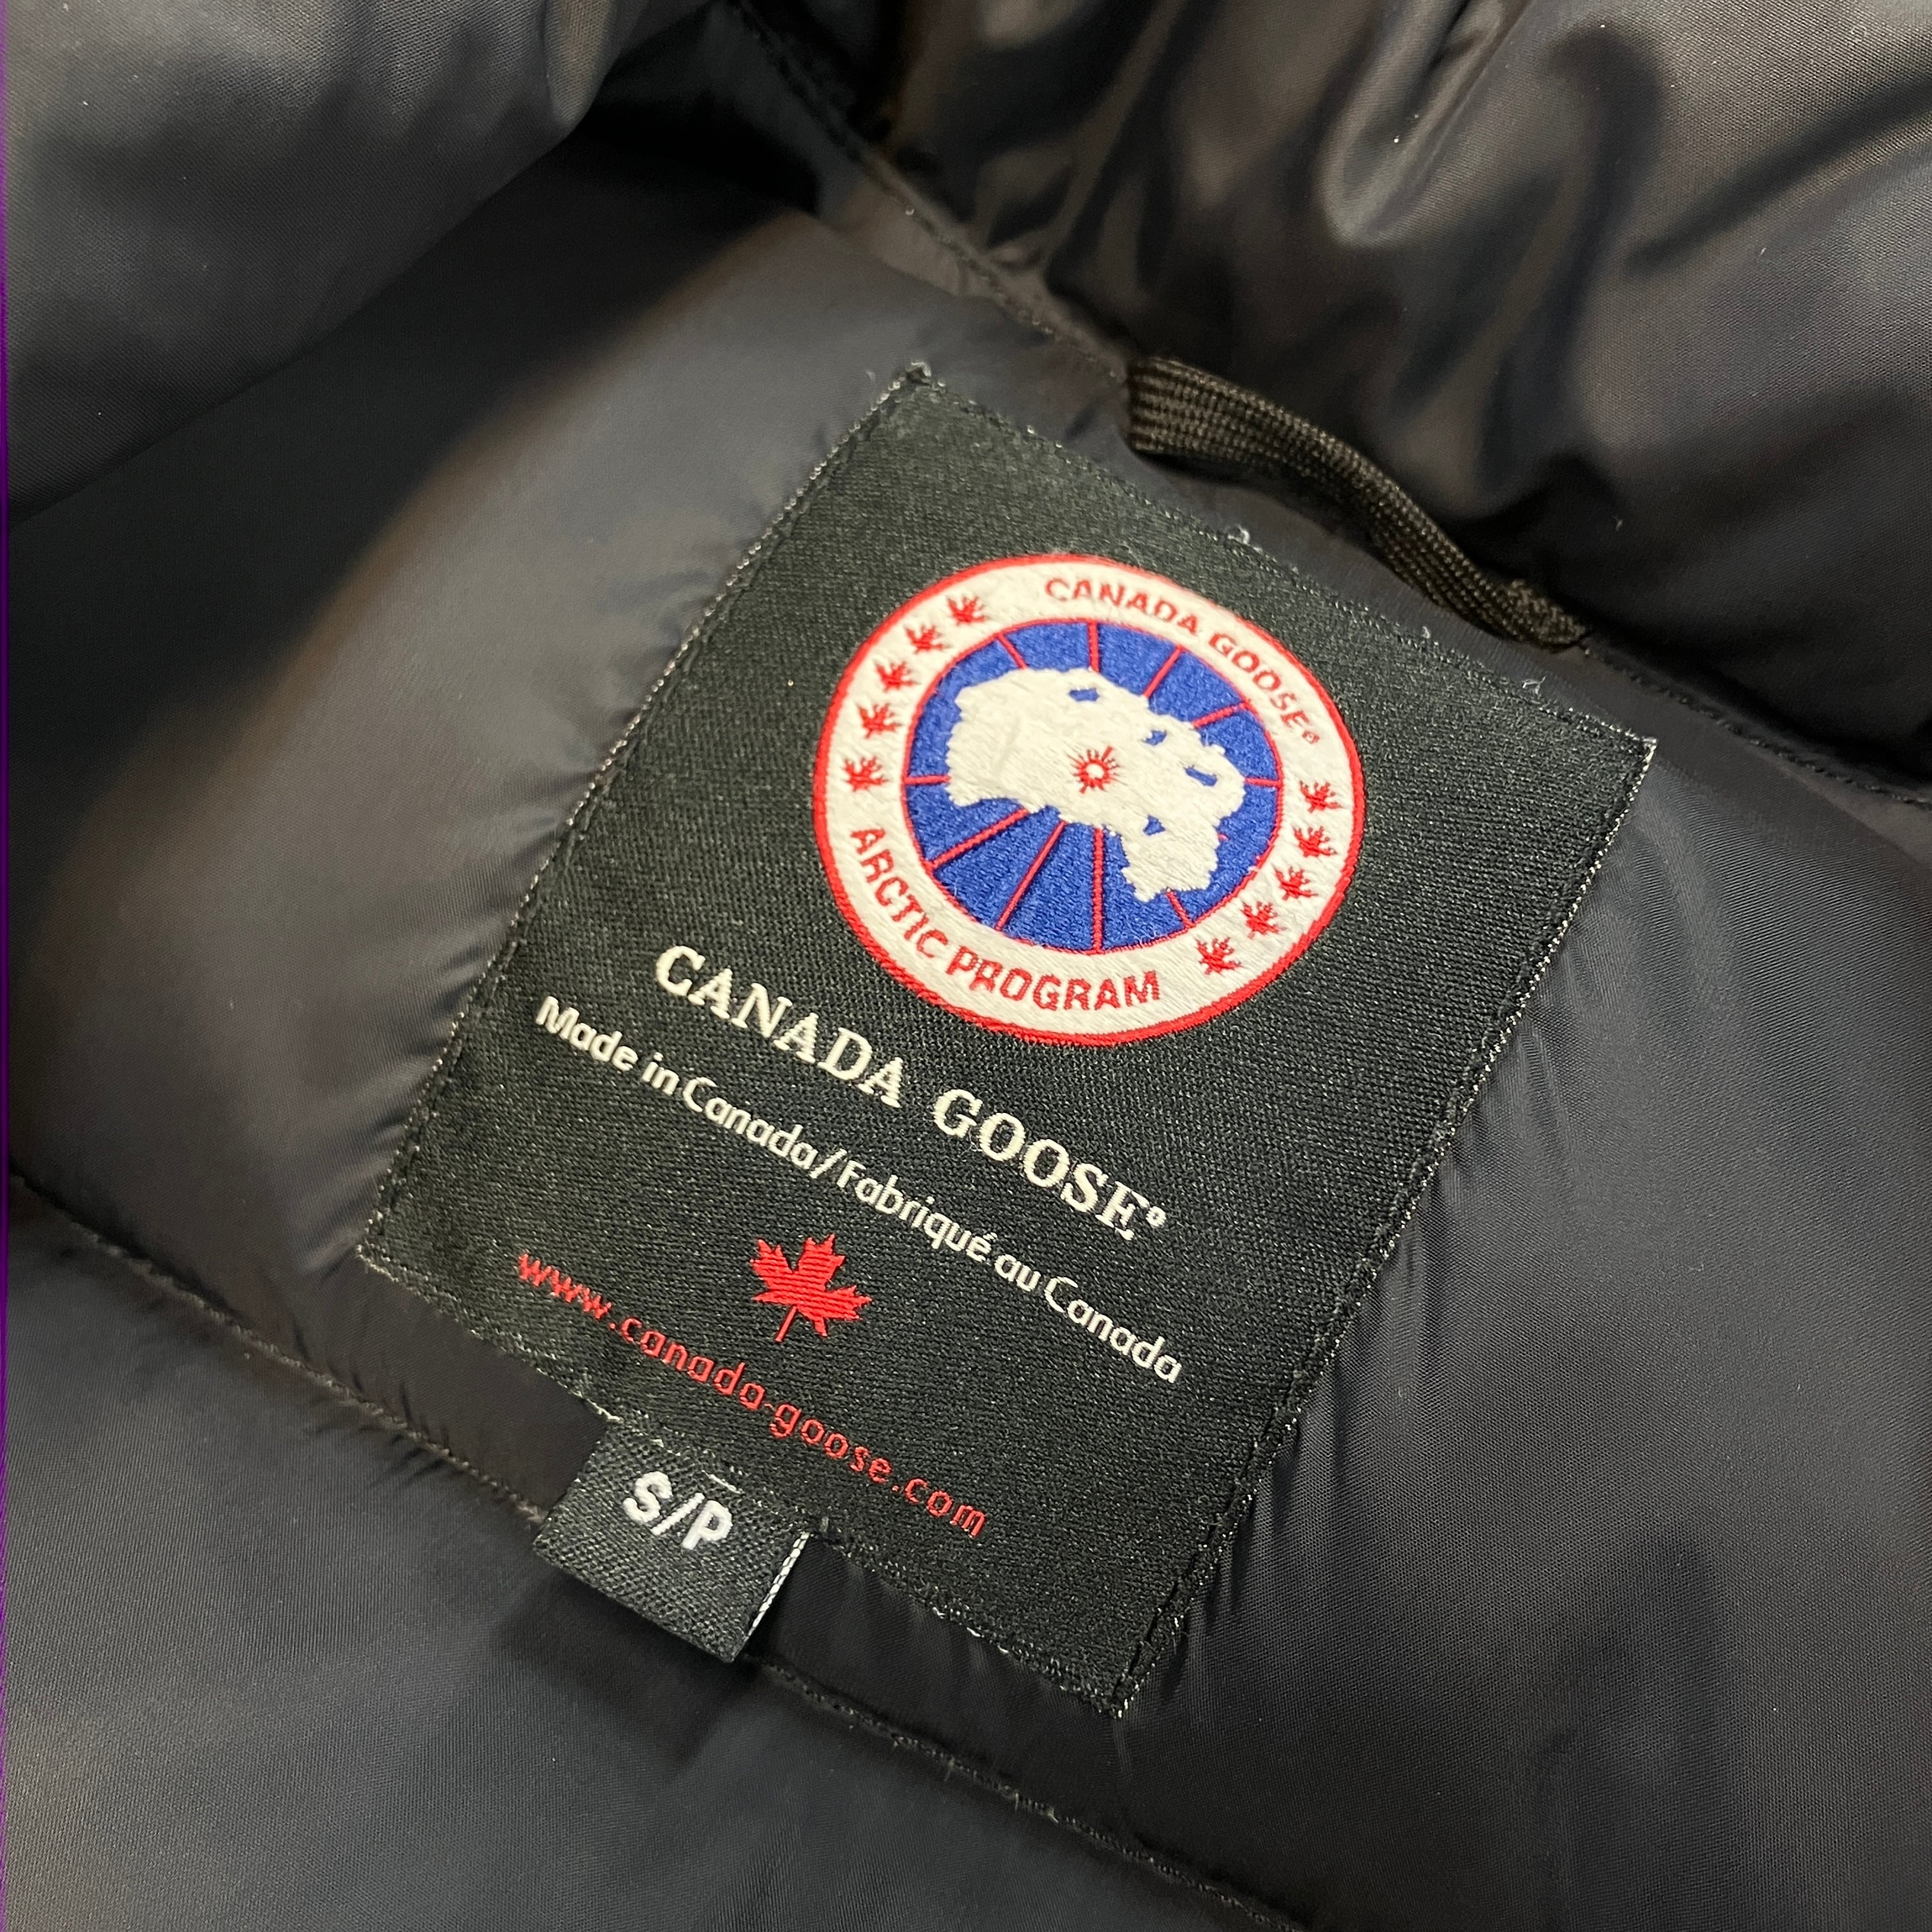 CANADA GOOSE®
ARCTIC PROGRAM
CANADA GOOSE®
Made in Canada/Fabriqué au Canada
www.canada-goose.com
S/P